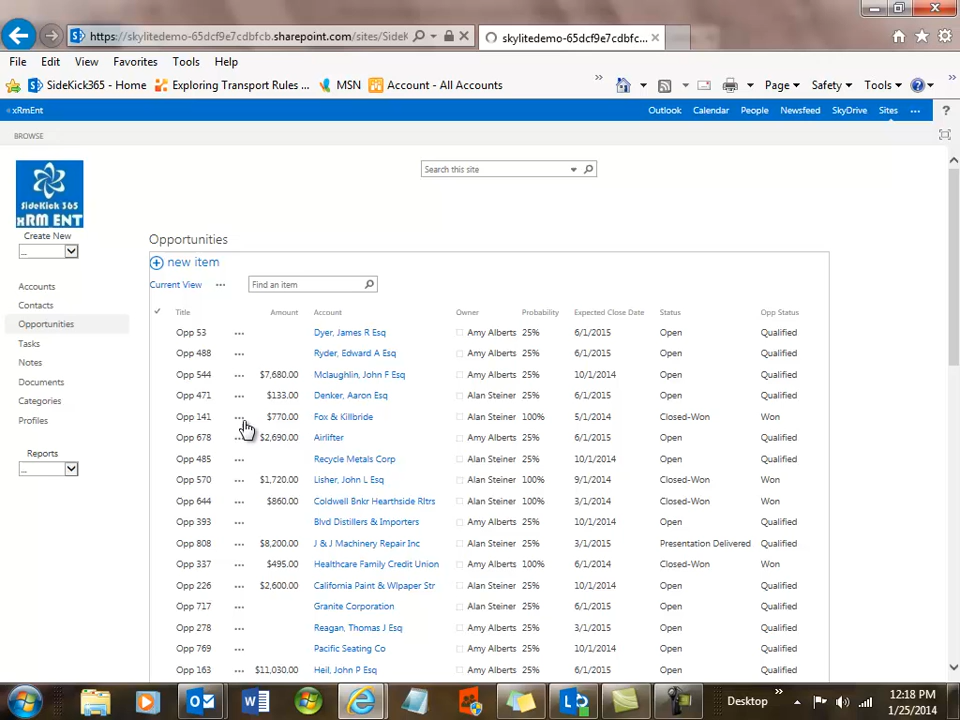 https://skylitedemo-65dcf9e7cdbfcb.sharepoint.com/sites/SideK
skylitedemo-65dcf9e7cdbfc...
File Edit View Favorites Tools Help
SideKick365 - Home Exploring Transport Rules ... MSN Account - All Accounts Page Safety Tools
xRmEnt Outlook Calendar People Newsfeed SkyDrive Sites ... ?
BROWSE
SideKick 365
xRM ENT
Search this site
Create New
Opportunities
new item
Current View ... Find an item
Accounts
Contacts
Opportunities
Tasks
Notes
Documents
Categories
Profiles
Reports
Title Amount Account Owner Probability Expected Close Date Status Opp Status
Opp 53 ... Dyer, James R Esq Amy Alberts 25% 6/1/2015 Open Qualified
Opp 488 ... Ryder, Edward A Esq Amy Alberts 25% 6/1/2015 Open Qualified
Opp 544 ... $7,680.00 Mclaughlin, John F Esq Amy Alberts 25% 10/1/2014 Open Qualified
Opp 471 ... $133.00 Denker, Aaron Esq Amy Alberts 25% 6/1/2015 Open Qualified
Opp 141 ... $770.00 Fox & Killbride Amy Alberts 100% 5/1/2014 Closed-Won Won
Opp 678 ... $2,690.00 Airlifter Alan Steiner 25% 6/1/2015 Open Qualified
Opp 485 ... Recycle Metals Corp Alan Steiner 25% 10/1/2014 Open Qualified
Opp 570 ... $1,720.00 Lisher, John L Esq Alan Steiner 100% 9/1/2014 Closed-Won Won
Opp 644 ... $860.00 Coldwell Bnkr Hearthside Rltrs Alan Steiner 100% 3/1/2014 Closed-Won Won
Opp 393 ... Blvd Distillers & Importers Amy Alberts 25% 10/1/2014 Open Qualified
Opp 808 ... $8,200.00 J & J Machinery Repair Inc Alan Steiner 25% 3/1/2015 Presentation Delivered Qualified
Opp 337 ... $495.00 Healthcare Family Credit Union Amy Alberts 100% 6/1/2014 Closed-Won Won
Opp 226 ... $2,600.00 California Paint & Wlpaper Str Alan Steiner 25% 10/1/2014 Open Qualified
Opp 717 ... Granite Corporation Alan Steiner 25% 6/1/2015 Open Qualified
Opp 278 ... Reagan, Thomas J Esq Alan Steiner 25% 3/1/2015 Open Qualified
Opp 769 ... Pacific Seating Co Alan Steiner 25% 10/1/2014 Open Qualified
Opp 163 ... $11,030.00 Heil, John P Esq Alan Steiner 25% 6/1/2015 Open Qualified
Desktop 12:18 PM
1/25/2014